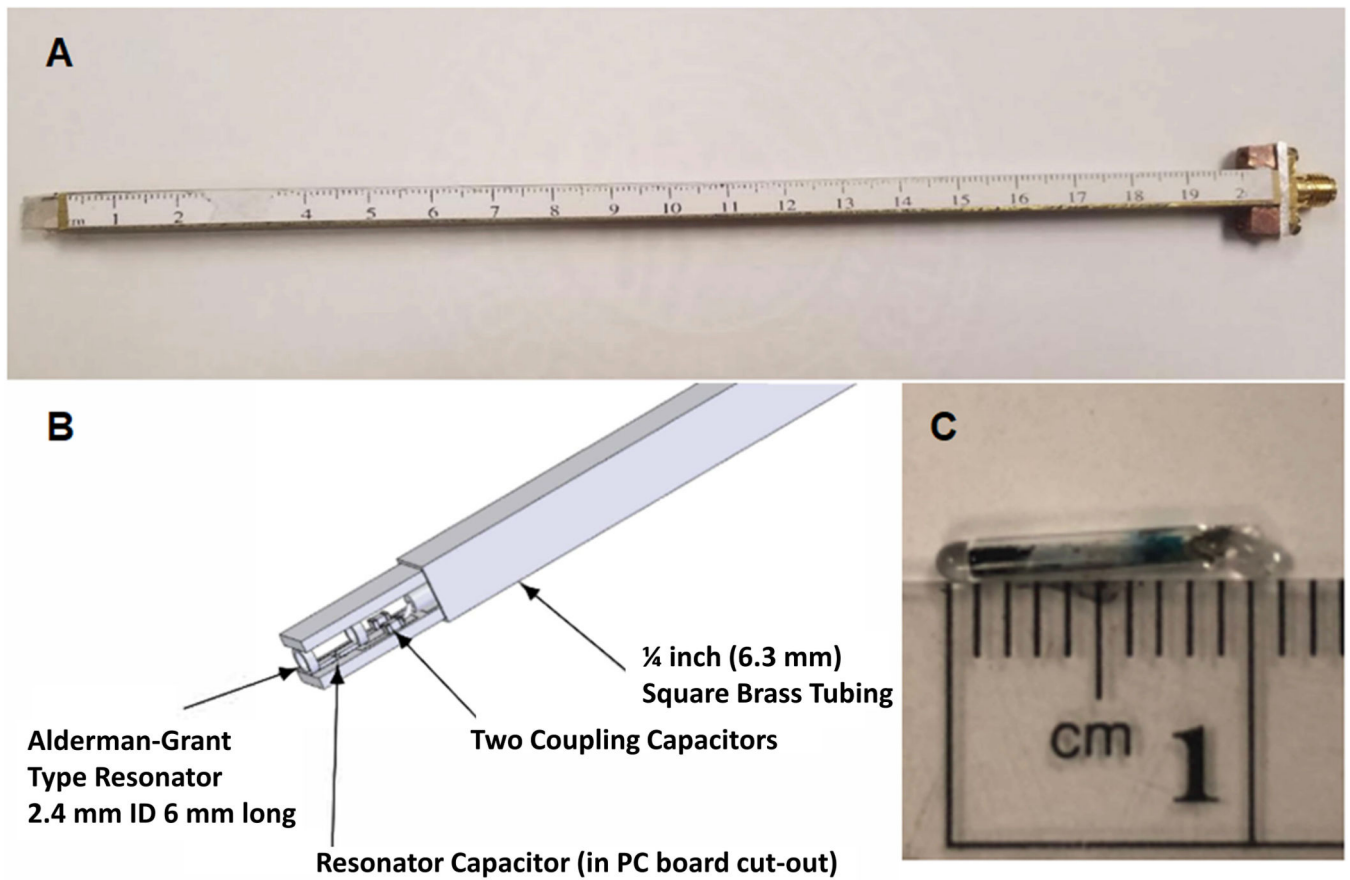 A
m 1 2 4 5 6 7 8 9 10 11 12 13 14 15 16 17 18 19 2
B
C
¼ inch (6.3 mm)
Square Brass Tubing
Two Coupling Capacitors
Alderman-Grant
Type Resonator
2.4 mm ID 6 mm long
Resonator Capacitor (in PC board cut-out)
cm 1